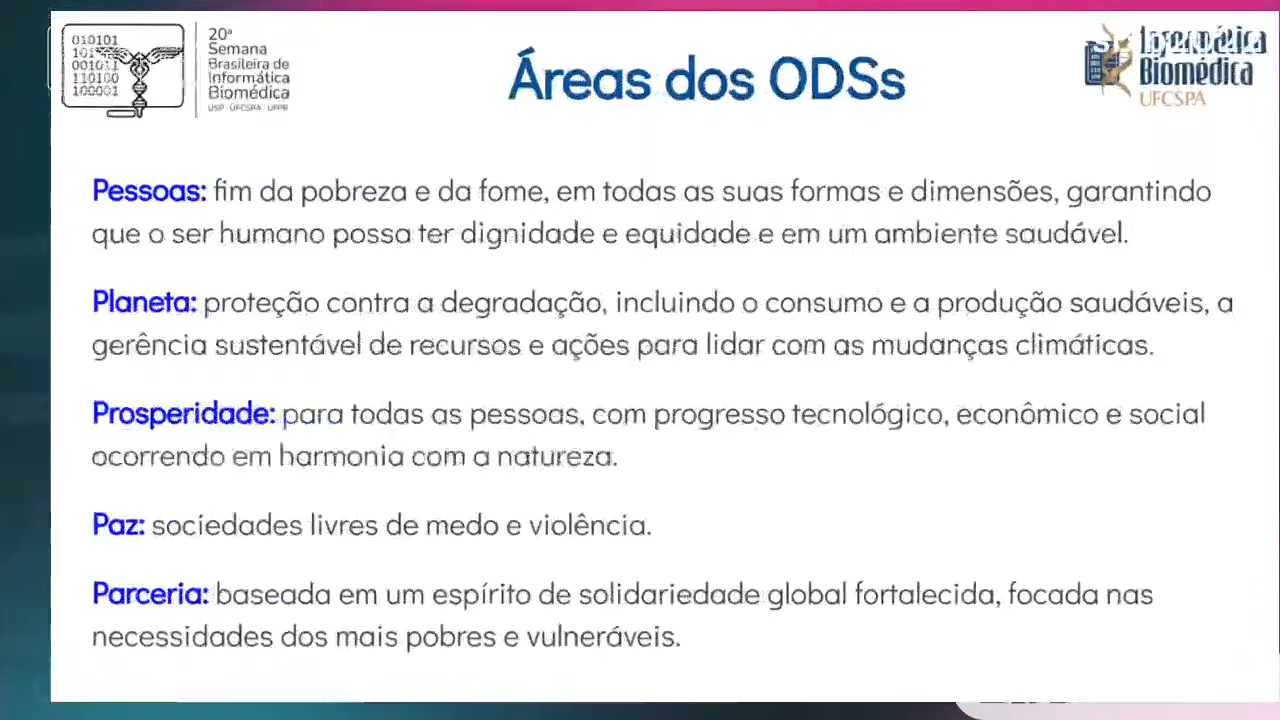 010101
001011
110100
100001
20ª
Semana
Brasileira de
Informática
Biomédica
USP · UFCSPA · UFPR
Áreas dos ODSs
Informática
Biomédica
UFCSPA
Pessoas: fim da pobreza e da fome, em todas as suas formas e dimensões, garantindo
que o ser humano possa ter dignidade e equidade e em um ambiente saudável.
Planeta: proteção contra a degradação, incluindo o consumo e a produção saudáveis, a
gerência sustentável de recursos e ações para lidar com as mudanças climáticas.
Prosperidade: para todas as pessoas, com progresso tecnológico, econômico e social
ocorrendo em harmonia com a natureza.
Paz: sociedades livres de medo e violência.
Parceria: baseada em um espírito de solidariedade global fortalecida, focada nas
necessidades dos mais pobres e vulneráveis.